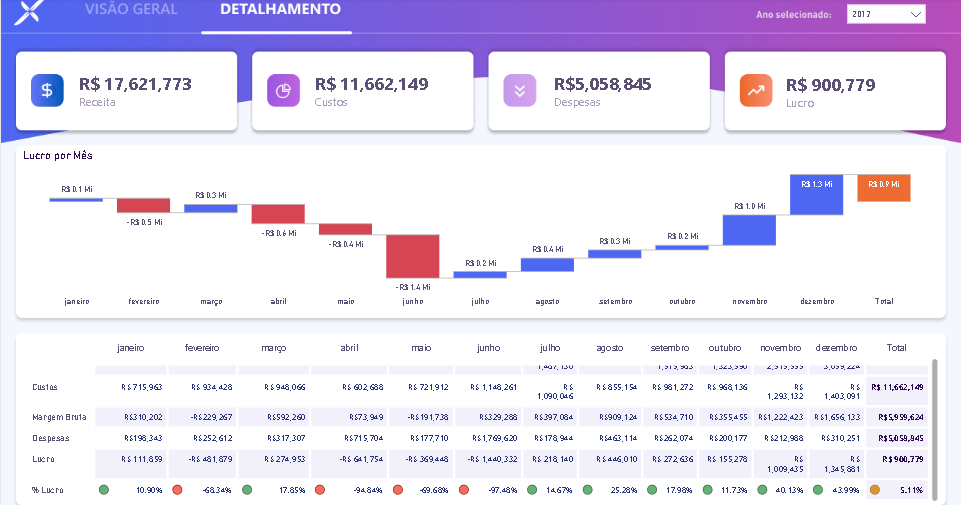 VISÃO GERAL DETALHAMENTO Ano selecionado: 2017
R$ 17,621,773 R$ 11,662,149 R$5,058,845 R$ 900,779
Receita Custos Despesas Lucro
Lucro por Mês
R$ 0.1 Mi -R$ 0.5 Mi R$ 0.3 Mi -R$ 0.6 Mi -R$ 0.4 Mi -R$ 1.4 Mi R$ 0.2 Mi R$ 0.4 Mi R$ 0.3 Mi R$ 0.2 Mi R$ 1.0 Mi R$ 1.3 Mi R$ 0.9 Mi
janeiro fevereiro março abril maio junho julho agosto setembro outubro novembro dezembro Total
janeiro fevereiro março abril maio junho julho agosto setembro outubro novembro dezembro Total
Custos R$ 715,963 R$ 934,428 R$ 948,066 R$ 602,688 R$ 721,912 R$ 1,148,261 R$ 1,090,046 R$ 855,154 R$ 981,272 R$ 968,136 R$ 1,293,132 R$ 1,403,091 R$ 11,662,149
Margem Bruta R$310,202 -R$229,267 R$592,260 R$73,949 -R$191,738 R$329,288 R$397,084 R$909,124 R$534,710 R$355,455 R$1,222,423 R$1,656,133 R$5,959,624
Despesas R$198,343 R$252,612 R$317,307 R$715,704 R$177,710 R$1,769,620 R$178,944 R$463,114 R$262,074 R$200,177 R$212,988 R$310,251 R$5,058,845
Lucro R$ 111,859 -R$ 481,879 R$ 274,953 -R$ 641,754 -R$ 369,448 -R$ 1,440,332 R$ 218,140 R$ 446,010 R$ 272,636 R$ 155,278 R$ 1,009,435 R$ 1,345,881 R$900,779
% Lucro 10.90% -68.34% 17.85% -94.84% -69.68% -97.48% 14.67% 25.28% 17.98% 11.73% 40.13% 43.99% 5.11%